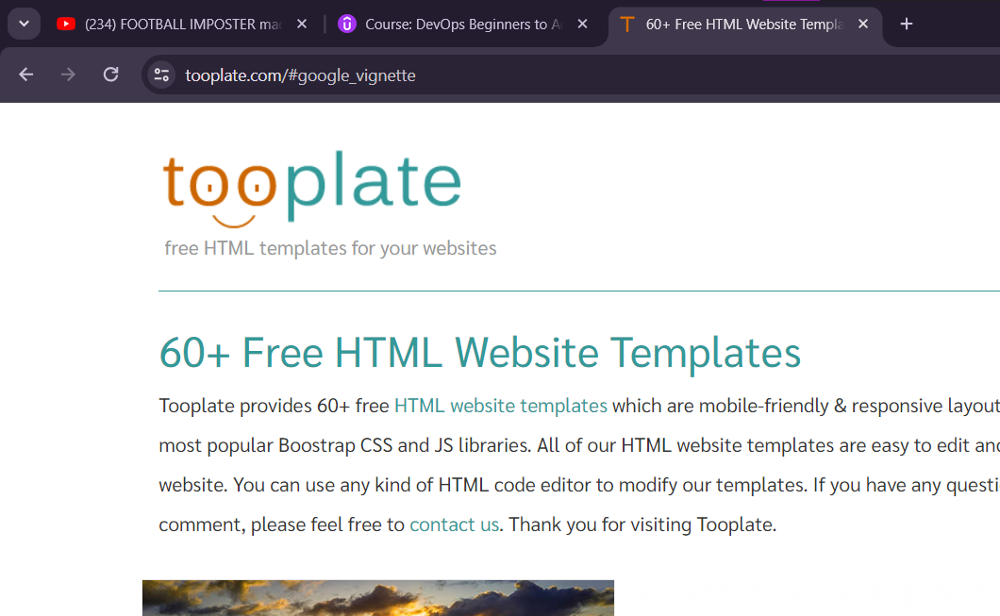 (234) FOOTBALL IMPOSTER
Course: DevOps Beginners to
60+ Free HTML Website
tooplate.com/#google_vignette
tooplate
free HTML templates for your websites
60+ Free HTML Website Templates
Tooplate provides 60+ free HTML website templates which are mobile-friendly & responsive layout
most popular Boostrap CSS and JS libraries. All of our HTML website templates are easy to edit
website. You can use any kind of HTML code editor to modify our templates. If you have any
comment, please feel free to contact us. Thank you for visiting Tooplate.